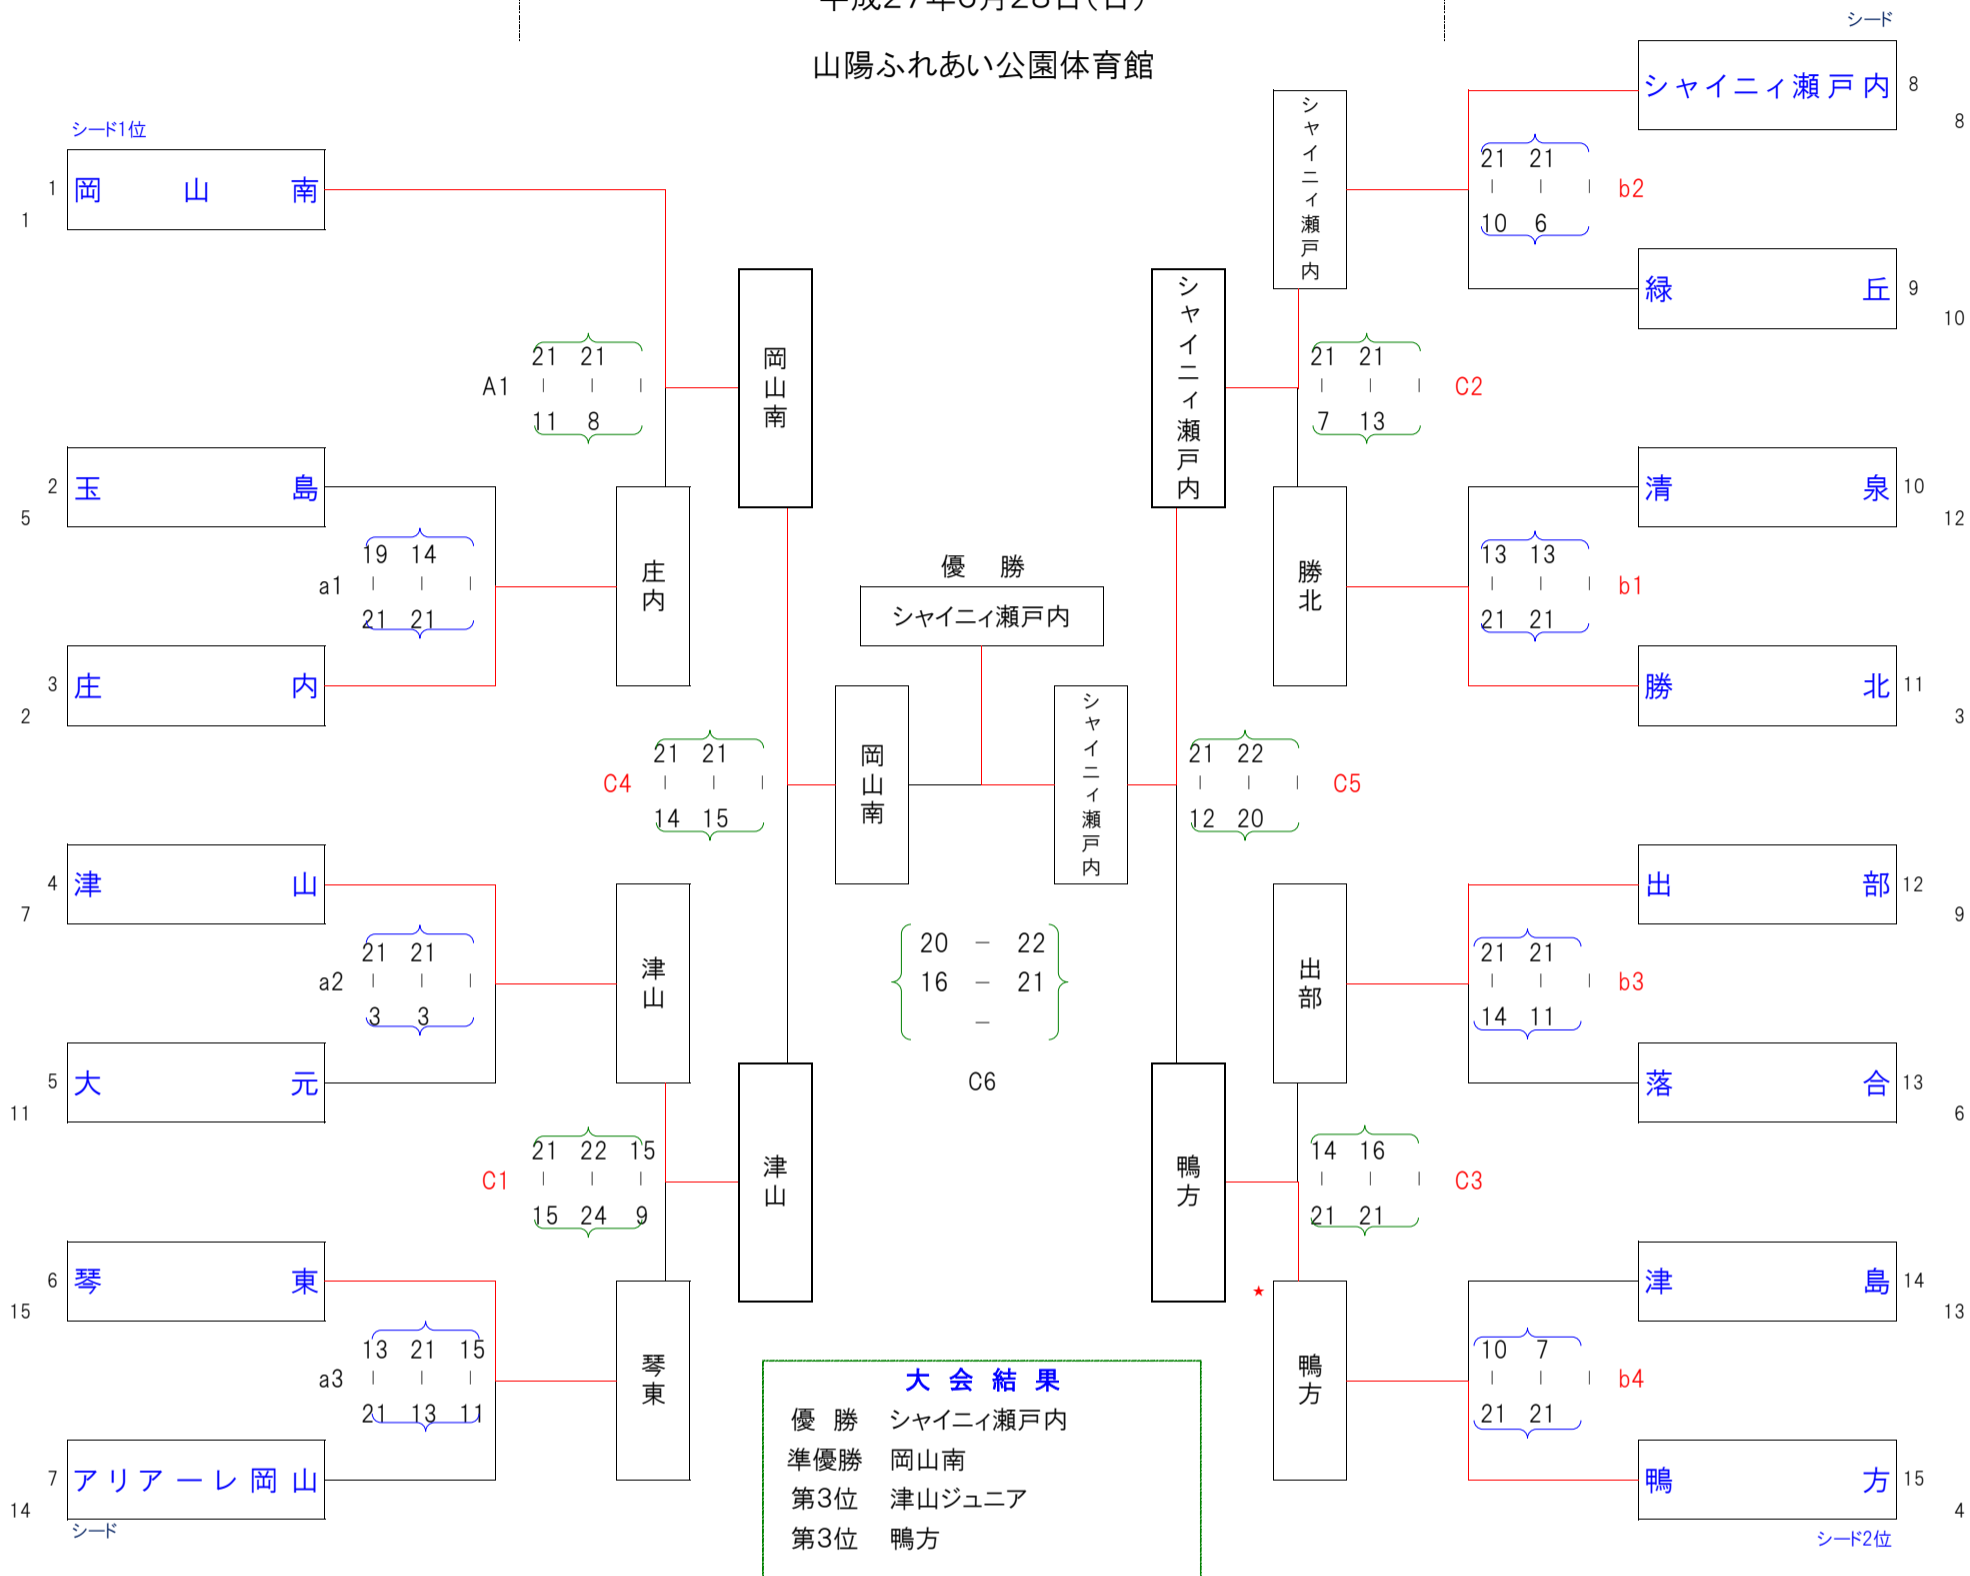 山陽ふれあい公園体育館
シード1位
1 岡山南
1
2 玉島
5
3 庄内
2
4 津山
7
5 大元
11
6 琴東
15
7 アリアーレ岡山
14
シード
a1
19 14
21 21
a2
21 21
3 3
a3
13 21 15
21 13 11
庄内
津山
琴東
A1
21 21
11 8
C1
21 22 15
15 24 9
岡山南
津山
C4
21 21
14 15
岡山南
優勝
シャイニィ瀬戸内
シャイニィ瀬戸内
20 － 22
16 － 21
－
C6
C5
21 22
12 20
シャイニィ瀬戸内
鴨方
C2
21 21
7 13
C3
14 16
21 21
シャイニィ瀬戸内
勝北
出部
★
鴨方
b2
21 21
10 6
b1
13 13
21 21
b3
21 21
14 11
b4
10 7
21 21
シード
シャイニィ瀬戸内 8
8
緑丘 9
10
清泉 10
12
勝北 11
3
出部 12
9
落合 13
6
津島 14
13
鴨方 15
4
シード2位
大会結果
優勝 シャイニィ瀬戸内
準優勝 岡山南
第3位 津山ジュニア
第3位 鴨方